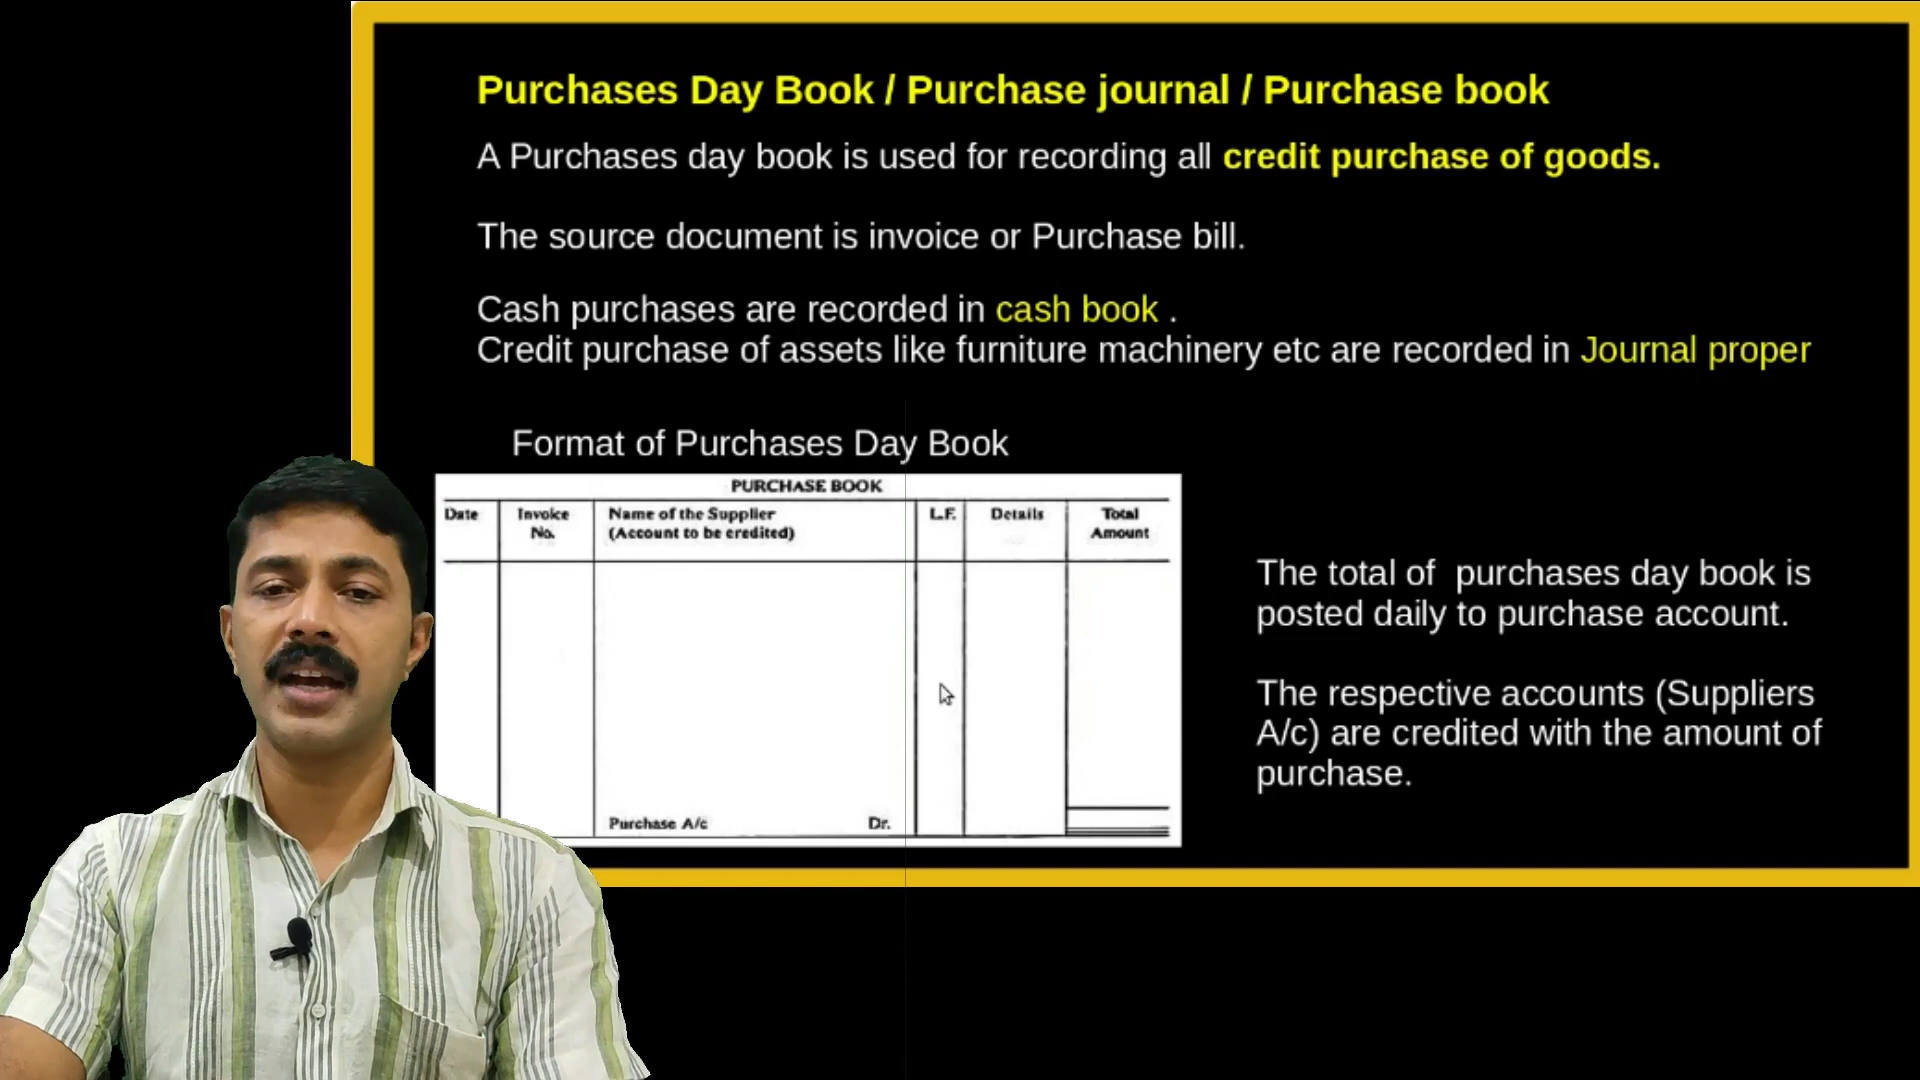 Purchases Day Book / Purchase journal / Purchase book
A Purchases day book is used for recording all credit purchase of goods.
The source document is invoice or Purchase bill.
Cash purchases are recorded in cash book .
Credit purchase of assets like furniture machinery etc are recorded in Journal proper
Format of Purchases Day Book
PURCHASE BOOK
Date
Invoice
No.
Name of the Supplier
(Account to be credited)
L.F.
Details
Total
Amount
Purchase A/c Dr.
The total of purchases day book is
posted daily to purchase account.
The respective accounts (Suppliers
A/c) are credited with the amount of
purchase.